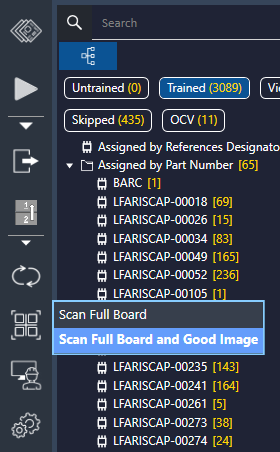 Search
Untrained (0) Trained (3089)
Skipped (435) OCV (11)
Assigned by References Designato
Assigned by Part Number [65]
BARC [1]
LFARISCAP-00018 [69]
LFARISCAP-00026 [15]
LFARISCAP-00034 [83]
LFARISCAP-00049 [165]
LFARISCAP-00052 [236]
LFARISCAP-00105 [1]
Scan Full Board
Scan Full Board and Good Image
LFARISCAP-00235 [143]
LFARISCAP-00241 [164]
LFARISCAP-00261 [5]
LFARISCAP-00273 [38]
LFARISCAP-00274 [24]